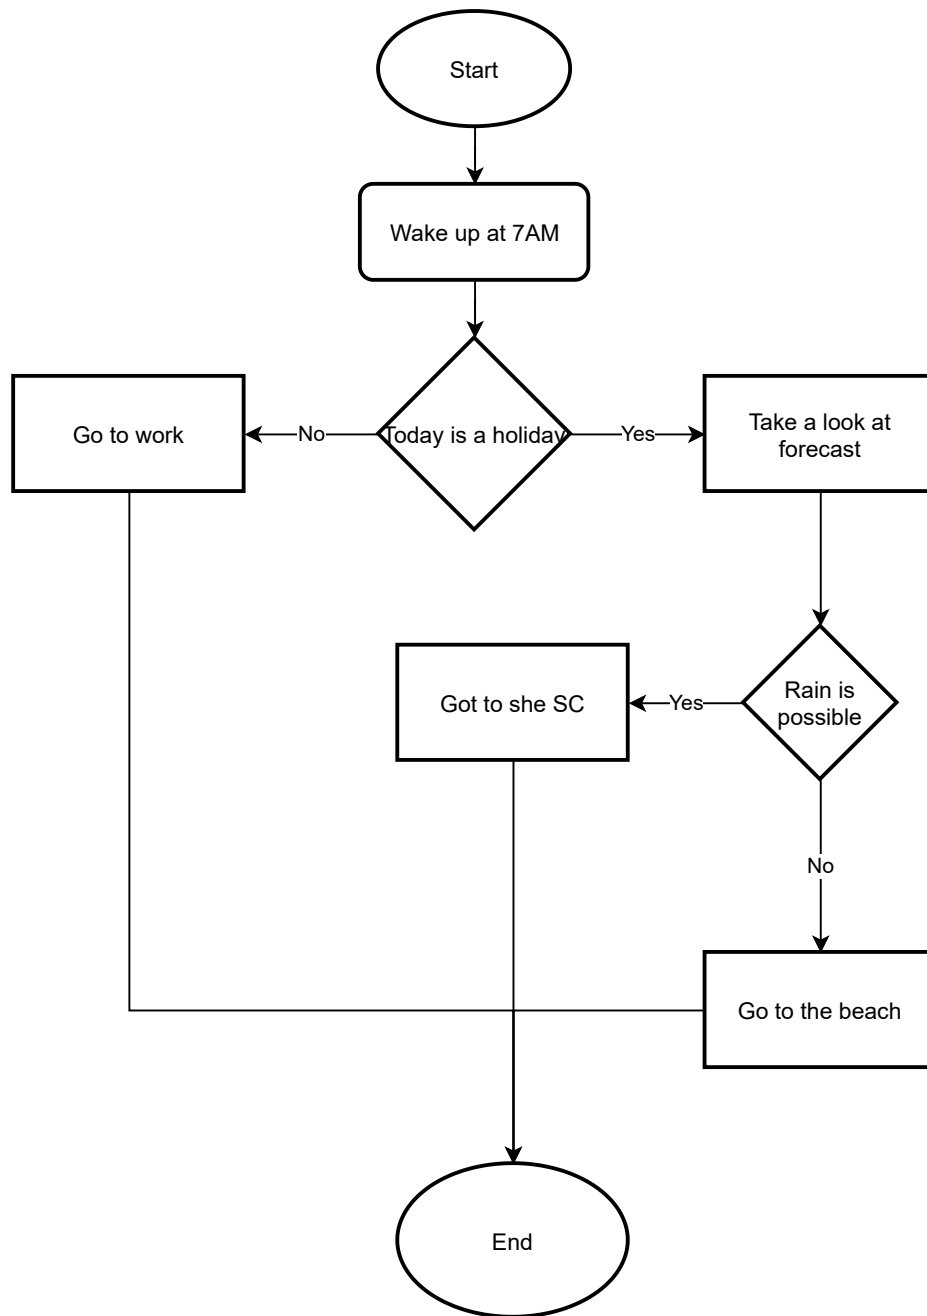 Start
Wake up at 7AM
Go to work
No
Today is a holiday
Yes
Take a look at
forecast
Got to she SC
Yes
Rain is
possible
No
Go to the beach
End